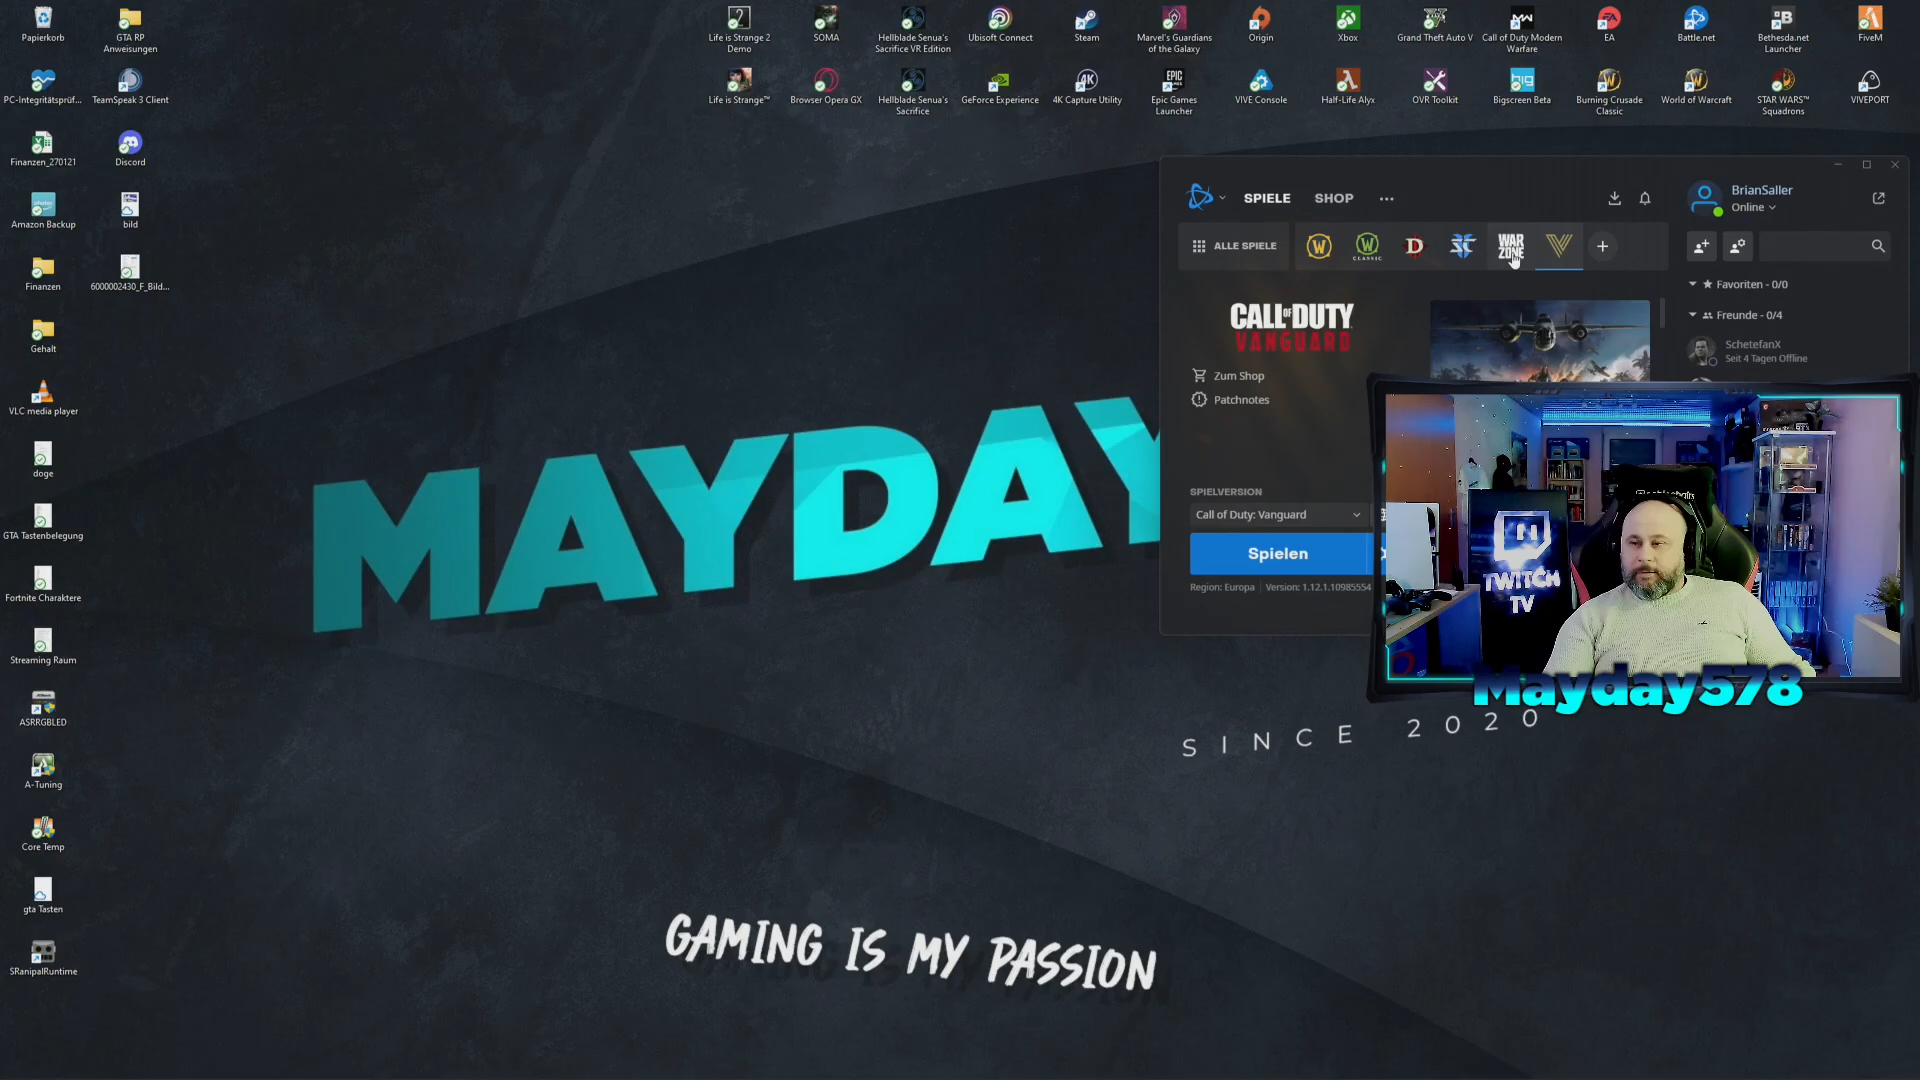 Papierkorb
GTA RP
Anweisungen
Life is Strange 2
Demo
SOMA
Hellblade Senua's
Sacrifice VR Edition
Ubisoft Connect
Steam
Marvel's Guardians
of the Galaxy
Origin
Xbox
Grand Theft Auto V
Call of Duty Modern
Warfare
EA
Battle.net
Bethesda.net
Launcher
FiveM
PC-Integritätsprüf...
TeamSpeak 3 Client
Life is Strange™
Browser Opera GX
Hellblade Senua's
Sacrifice
GeForce Experience
4K Capture Utility
Epic Games
Launcher
VIVE Console
Half-Life Alyx
OVR Toolkit
Bigscreen Beta
Burning Crusade
Classic
World of Warcraft
STAR WARS™
Squadrons
VIVEPORT
Finanzen_270121
Discord
Amazon Backup
bild
Finanzen
6000002430_F_Bild...
Gehalt
VLC media player
doge
GTA Tastenbelegung
Fortnite Charaktere
Streaming Raum
ASRRGBLED
A-Tuning
Core Temp
gta Tasten
SRanipalRuntime
SPIELE
SHOP
BrianSaller
Online
ALLE SPIELE
CLASSIC
WAR
ZONE
Favoriten - 0/0
Freunde - 0/4
SchetefanX
Seit 4 Tagen Offline
CALL OF DUTY
VANGUARD
Zum Shop
Patchnotes
SPIELVERSION
Call of Duty: Vanguard
Spielen
Region: Europa
Version: 1.12.1.10985554
TWITCH
TV
Mayday578
MAYDAY
SINCE 2020
GAMING IS MY PASSION